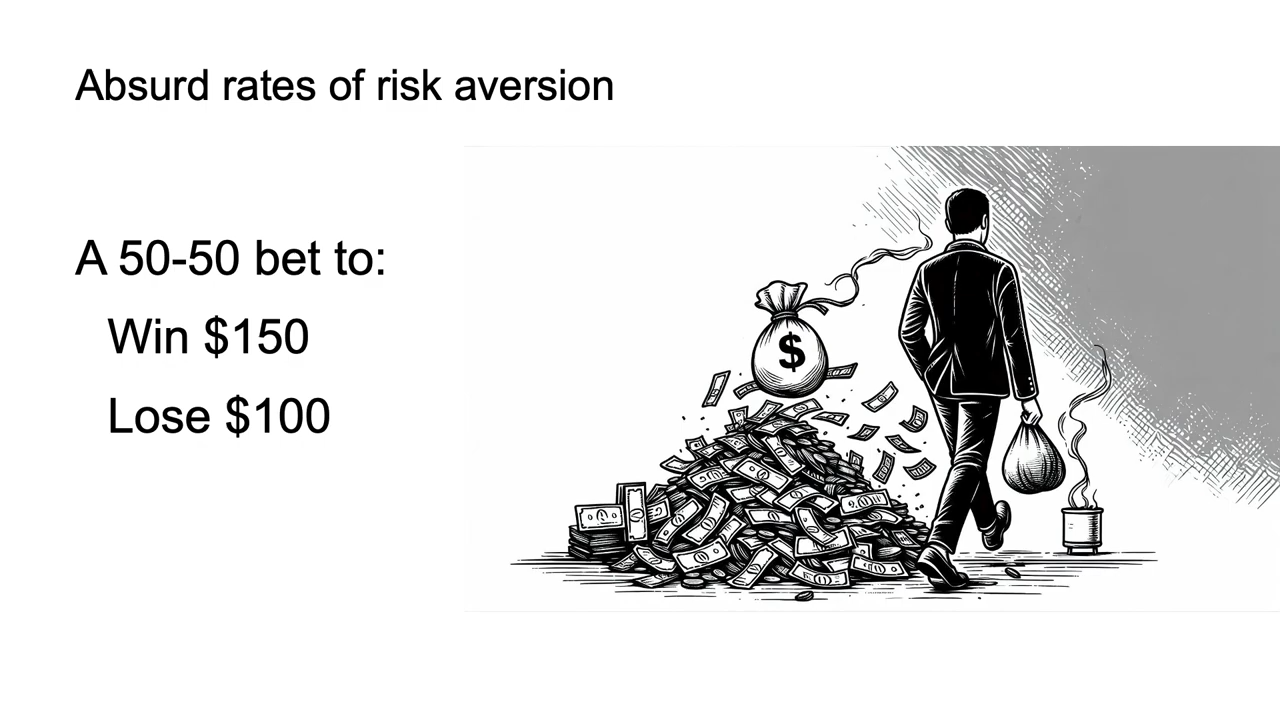 Absurd rates of risk aversion
A 50-50 bet to:
Win $150
Lose $100
$